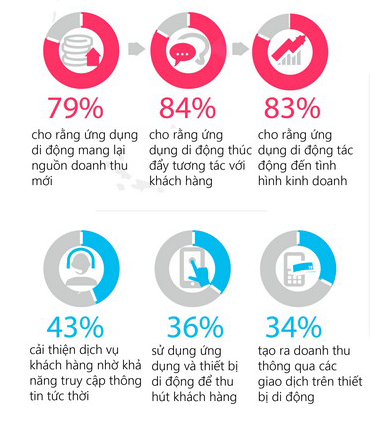 79%
cho rằng ứng dụng
di động mang lại
nguồn doanh thu
mới
84%
cho rằng ứng
dụng di động thúc
đẩy tương tác với
khách hàng
83%
cho rằng ứng
dụng di động tác
động đến tình
hình kinh doanh
43%
cải thiện dịch vụ
khách hàng nhờ khả
năng truy cập thông
tin tức thời
36%
sử dụng ứng
dụng và thiết bị
di động để thu
hút khách hàng
34%
tạo ra doanh thu
thông qua các
giao dịch trên thiết
bị di động